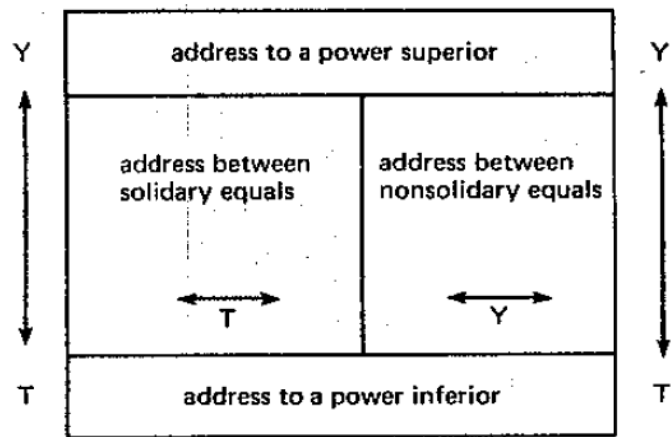 Y address to a power superior Y
address between
solidary equals
address between
nonsolidary equals
T
Y
T address to a power inferior T